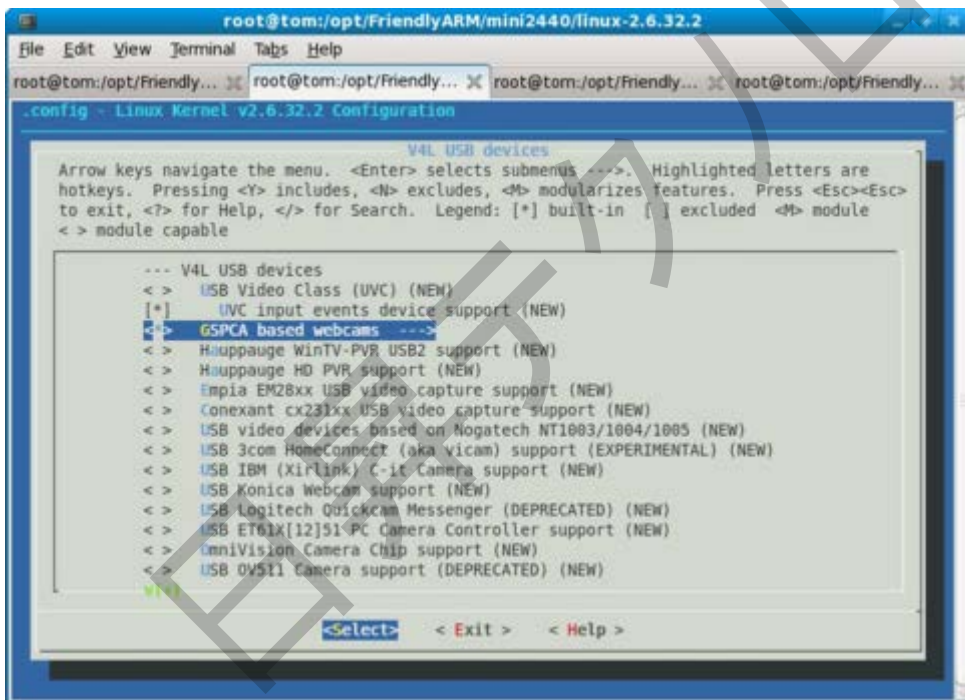 root@tom:/opt/FriendlyARM/mini2440/linux-2.6.32.2
File Edit View Terminal Tabs Help
root@tom:/opt/Friendly... root@tom:/opt/Friendly... root@tom:/opt/Friendly... root@tom:/opt/Friendly...
.config - Linux Kernel v2.6.32.2 Configuration
V4L USB devices
Arrow keys navigate the menu. <Enter> selects submenus --->. Highlighted letters are
hotkeys. Pressing <Y> includes, <N> excludes, <M> modularizes features. Press <Esc><Esc>
to exit, <?> for Help, </> for Search. Legend: [*] built-in [ ] excluded <M> module
< > module capable
--- V4L USB devices
< > USB Video Class (UVC) (NEW)
[*] UVC input events device support (NEW)
<*> GSPCA based webcams --->
< > Hauppauge WinTV-PVR USB2 support (NEW)
< > Hauppauge HD PVR support (NEW)
< > Empia EM28xx USB video capture support (NEW)
< > Conexant cx231xx USB video capture support (NEW)
< > USB video devices based on Nogatech NT1003/1004/1005 (NEW)
< > USB 3com HomeConnect (aka vicam) support (EXPERIMENTAL) (NEW)
< > USB IBM (Xirlink) C-it Camera support (NEW)
< > USB Konica Webcam support (NEW)
< > USB Logitech Quickcam Messenger (DEPRECATED) (NEW)
< > USB ET61X[12]51 PC Camera Controller support (NEW)
< > OmniVision Camera Chip support (NEW)
< > USB OV511 Camera support (DEPRECATED) (NEW)
v(+)
<Select> < Exit > < Help >